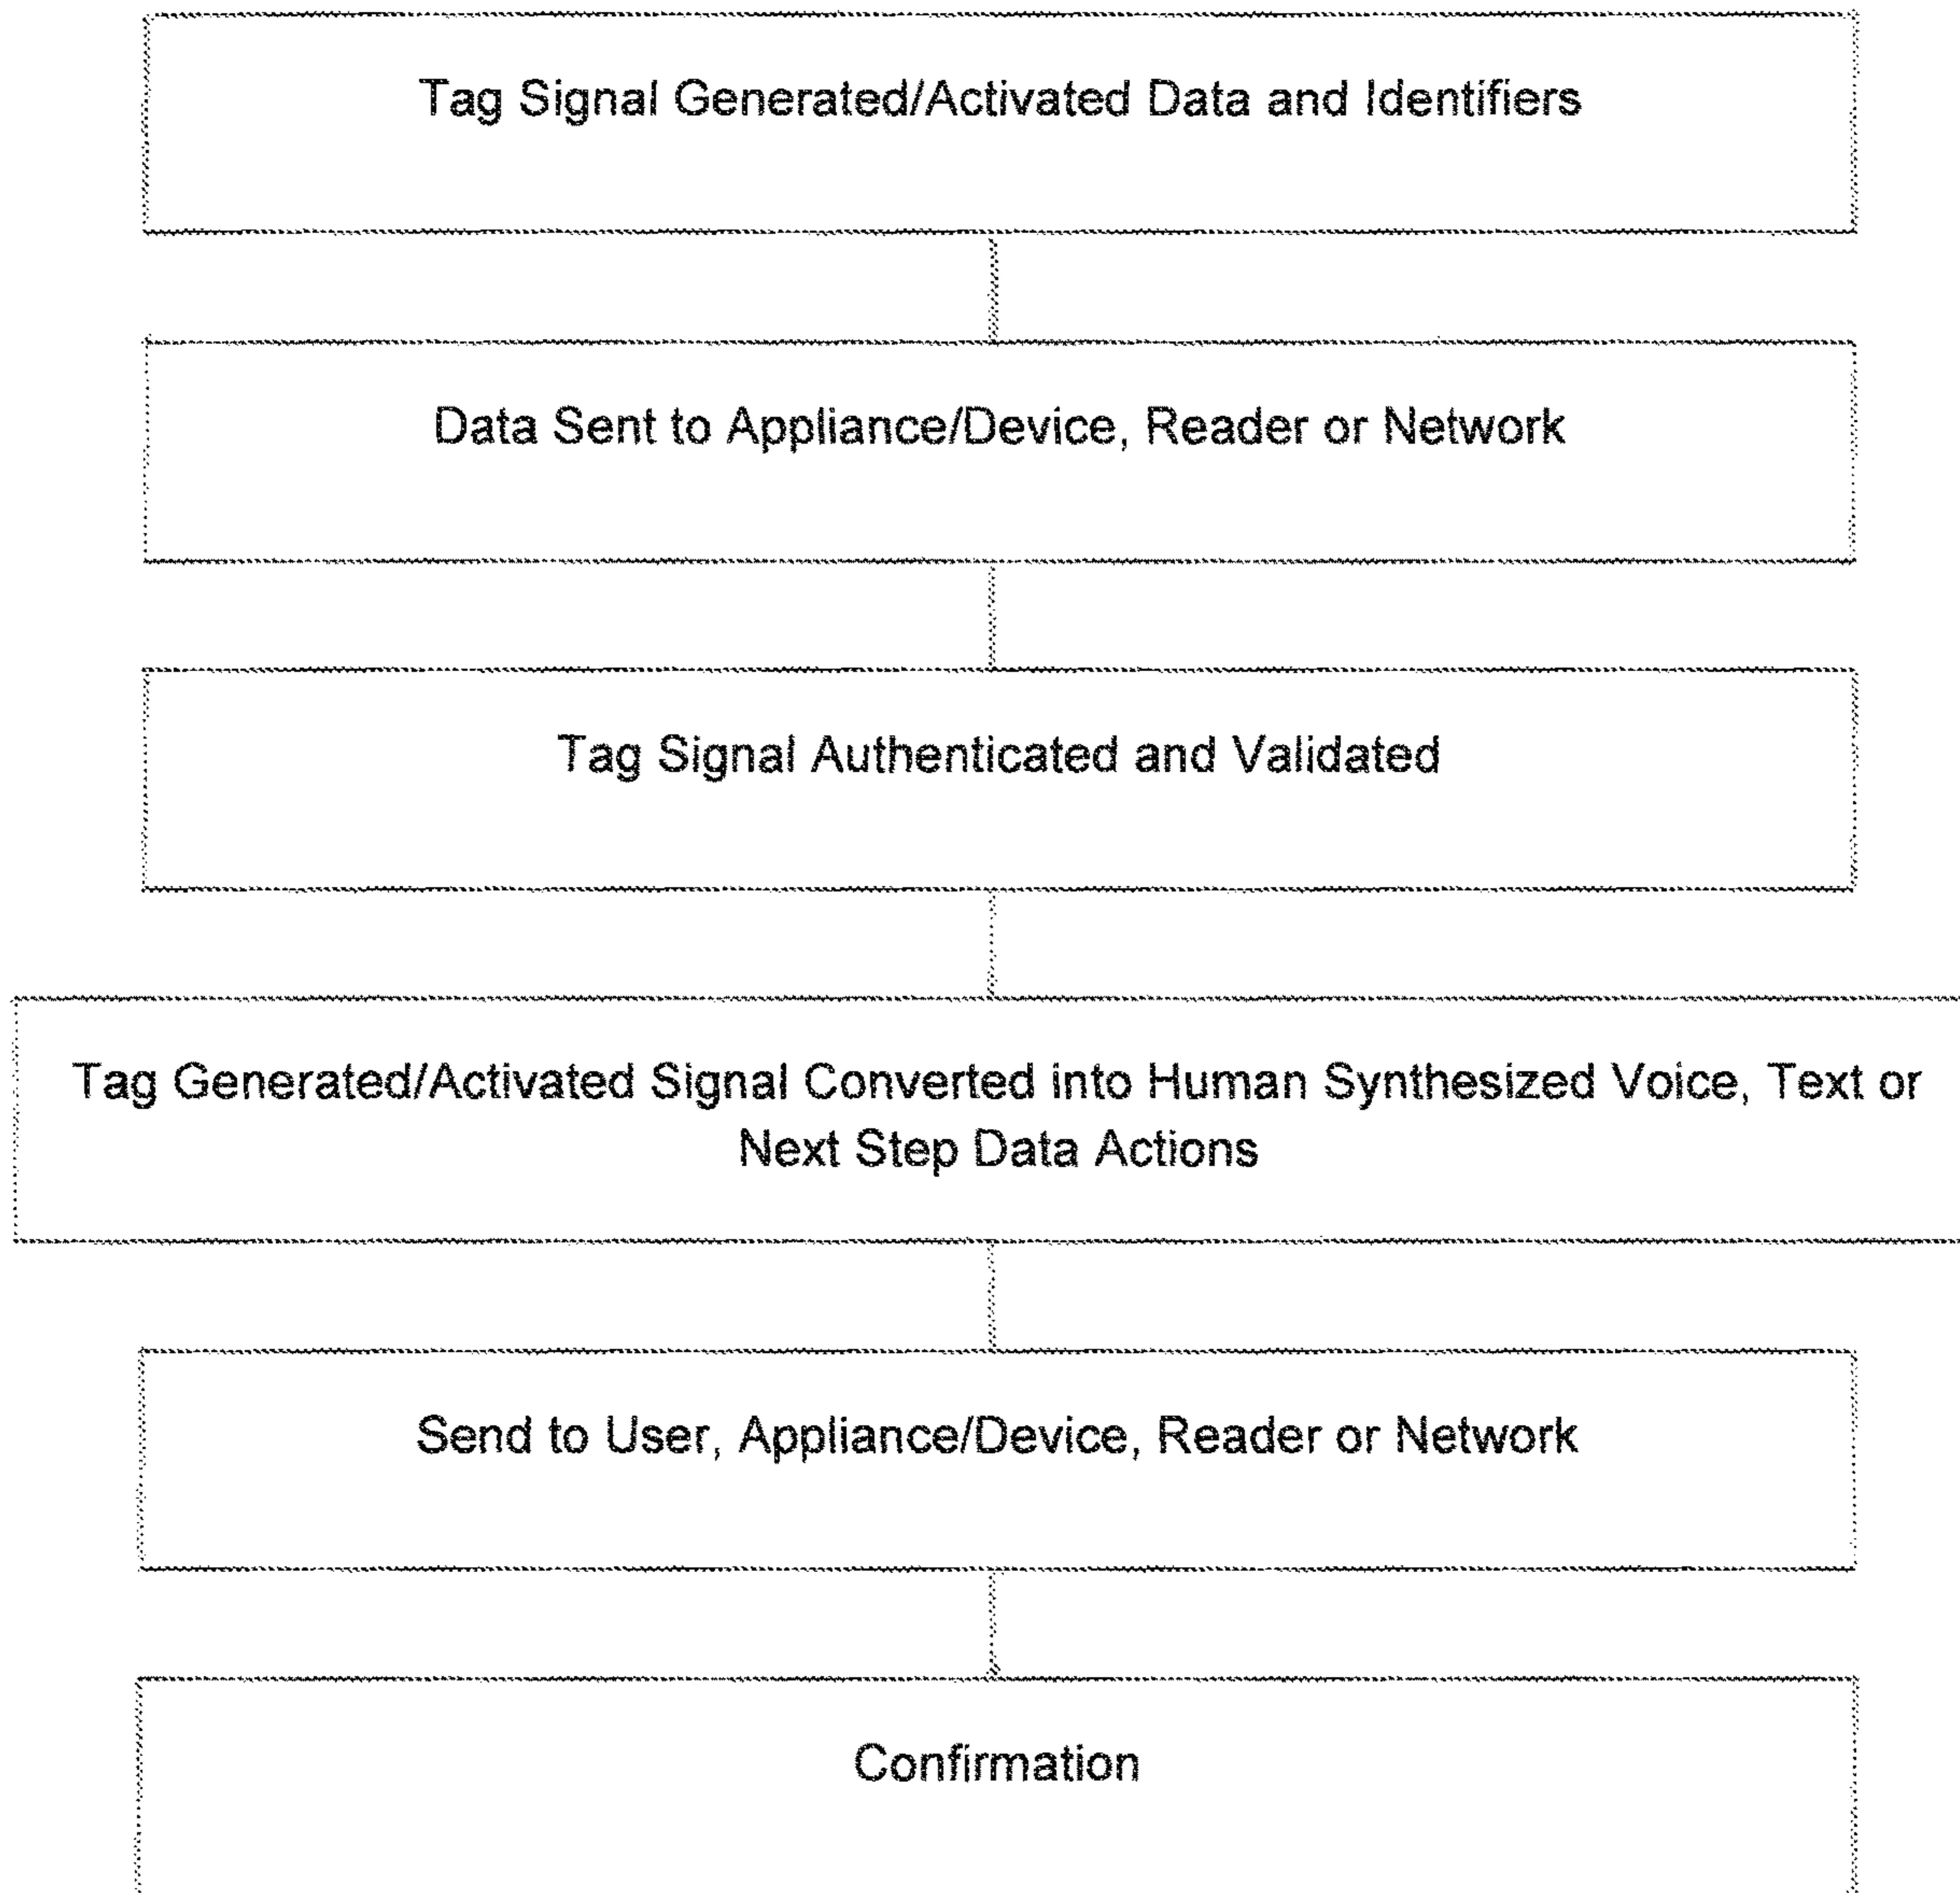 Tag Signal Generated/Activated Data and Identifiers
Data Sent to Appliance/Device, Reader or Network
Tag Signal Authenticated and Validated
Tag Generated/Activated Signal Converted into Human Synthesized Voice, Text or
Next Step Data Actions
Send to User, Appliance/Device, Reader or Network
Confirmation